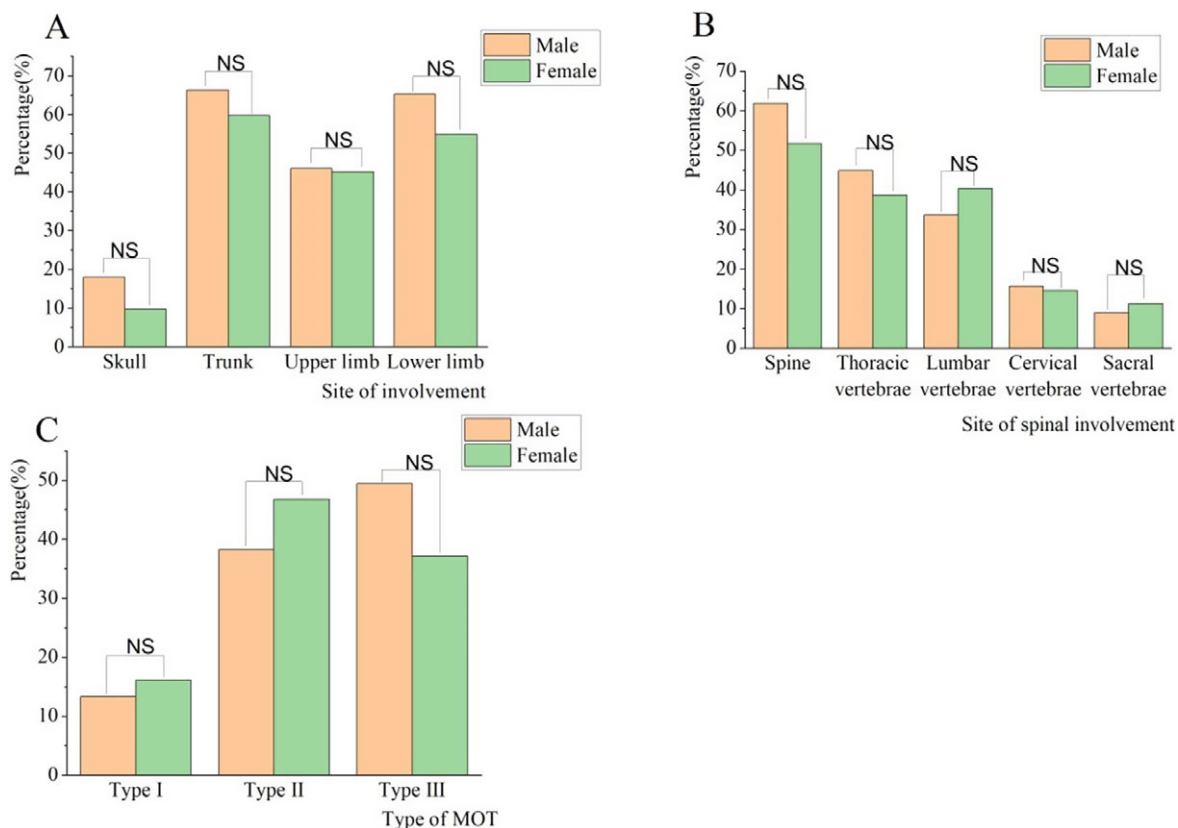 A
Male
Female
Percentage(%)
70
60
50
40
30
20
10
0
NS
NS
NS
NS
Skull
Trunk
Upper limb
Lower limb
Site of involvement
B
Male
Female
Percentage(%)
70
60
50
40
30
20
10
0
NS
NS
NS
NS
NS
Spine
Thoracic
vertebrae
Lumbar
vertebrae
Cervical
vertebrae
Sacral
vertebrae
Site of spinal involvement
C
Male
Female
Percentage(%)
50
40
30
20
10
0
NS
NS
NS
Type I
Type II
Type III
Type of MOT